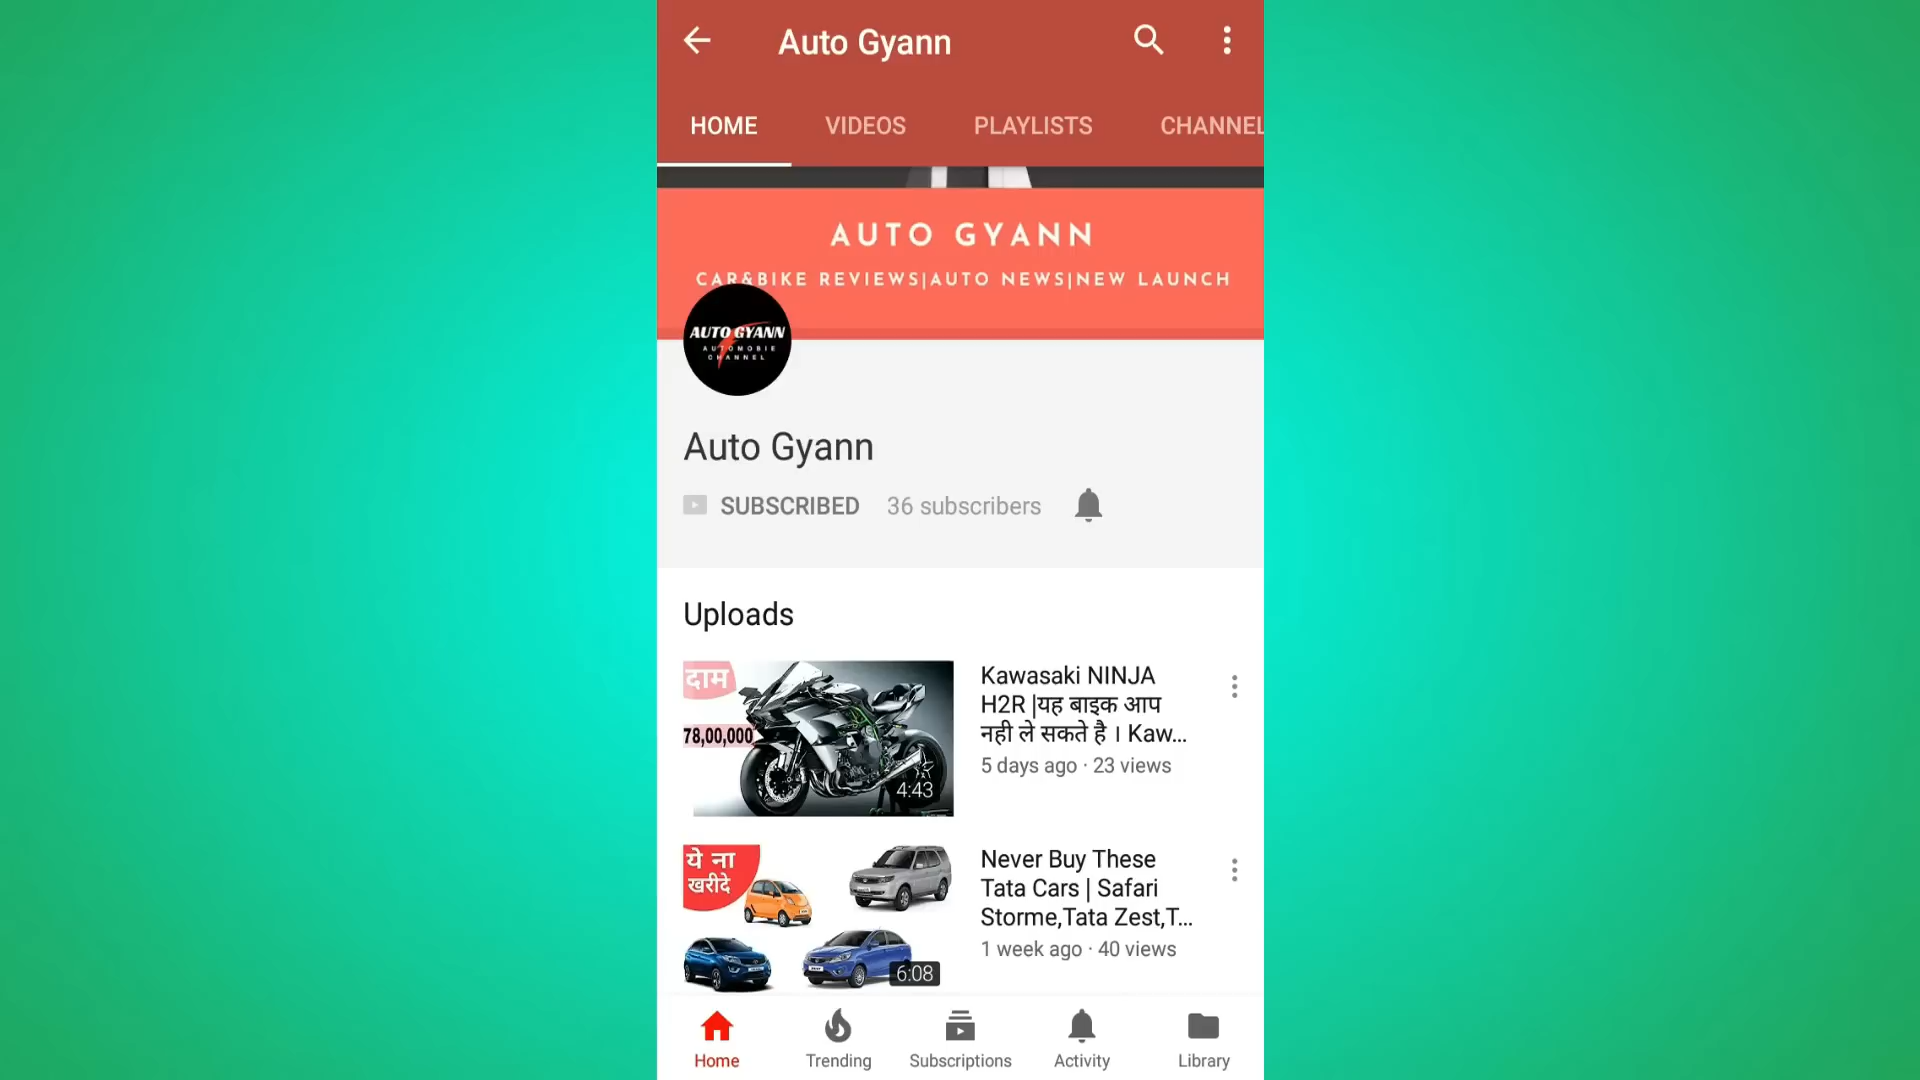 Auto Gyann
HOME VIDEOS PLAYLISTS CHANNEL
AUTO GYANN
CAR&BIKE REVIEWS|AUTO NEWS|NEW LAUNCH
AUTO GYANN
AUTOMOBIE
CHANNEL
Auto Gyann
SUBSCRIBED 36 subscribers
Uploads
दाम
78,00,000
4:43
Kawasaki NINJA
H2R |यह बाइक आप
नही ले सकते है । Kaw...
5 days ago · 23 views
ये ना
खरीदे
6:08
Never Buy These
Tata Cars | Safari
Storme,Tata Zest,T...
1 week ago · 40 views
Home Trending Subscriptions Activity Library